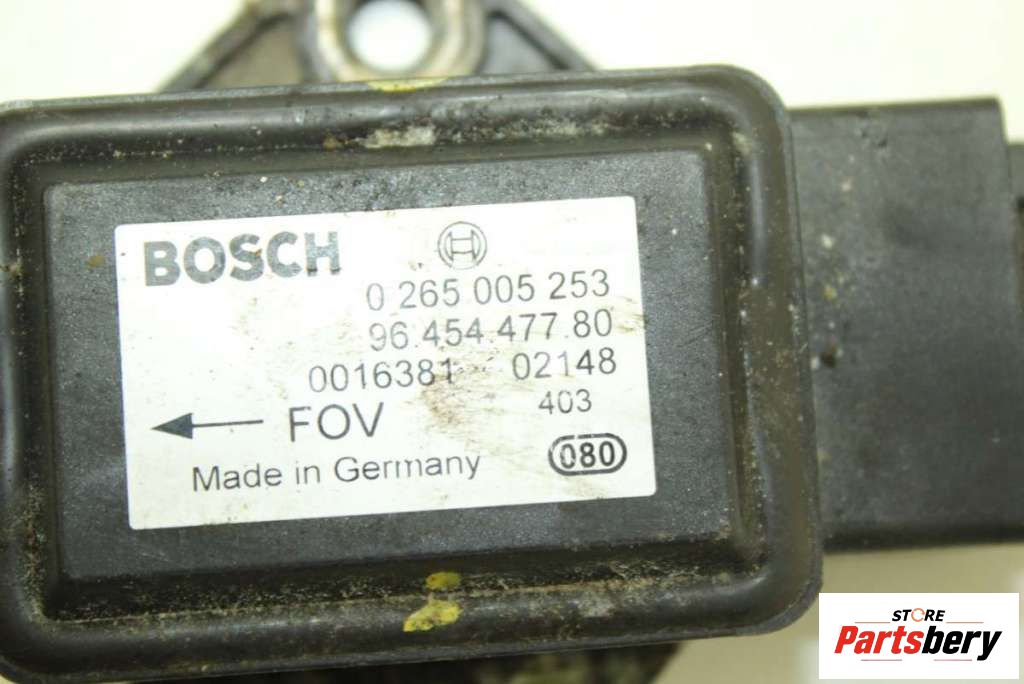 BOSCH
0 265 005 253
96.454.477.80
0016381 02148
403
FOV
Made in Germany
080
STORE
Partsbery